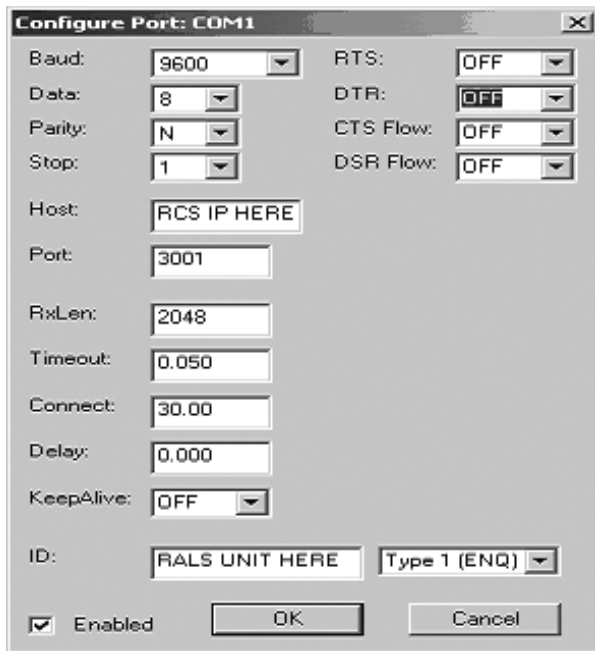 Configure Port: COM1
Baud: 9600 RTS: OFF
Data: 8 DTR: OFF
Parity: N CTS Flow: OFF
Stop: 1 DSR Flow: OFF
Host: RCS IP HERE
Port: 3001
RxLen: 2048
Timeout: 0.050
Connect: 30.00
Delay: 0.000
KeepAlive: OFF
ID: RALS UNIT HERE Type 1 (ENQ)
Enabled OK Cancel